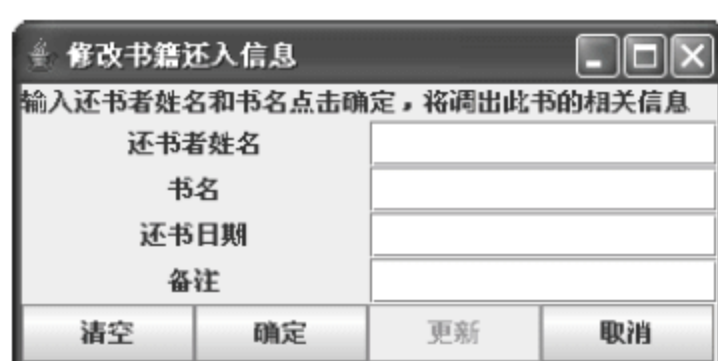 修改书籍还入信息
输入还书者姓名和书名点击确定，将调出此书的相关信息
还书者姓名
书名
还书日期
备注
清空 确定 更新 取消